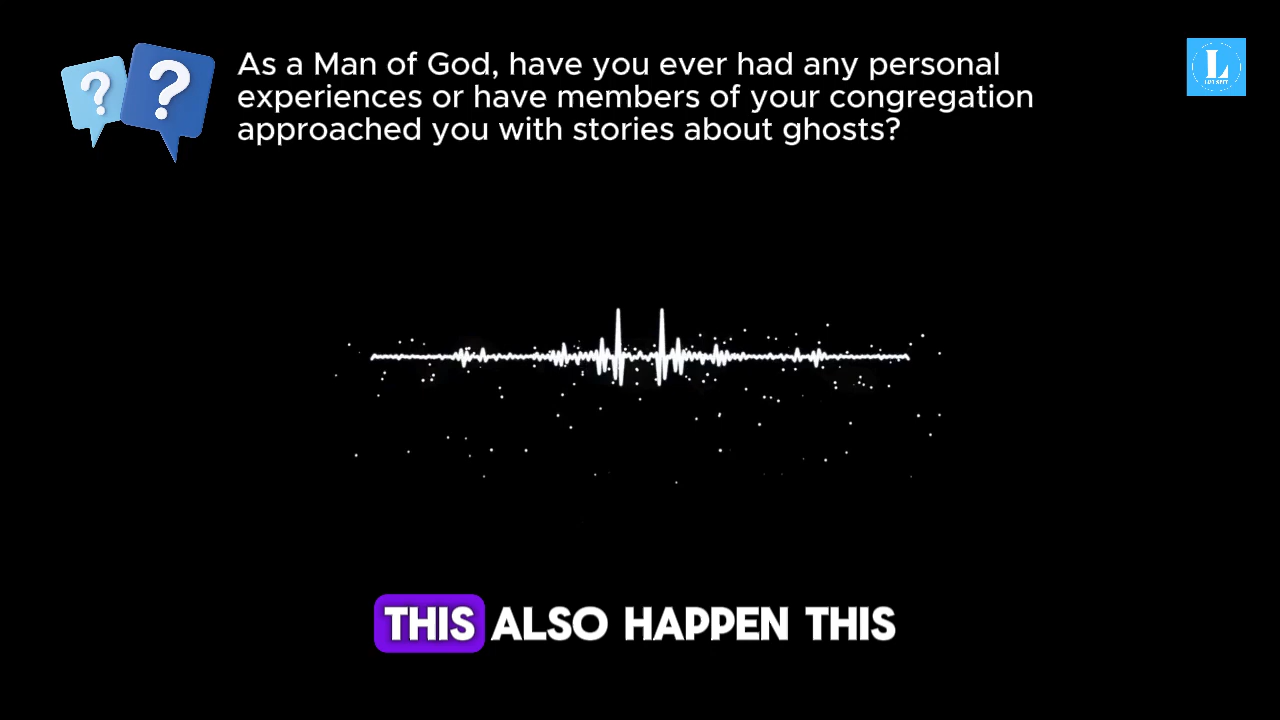 As a Man of God, have you ever had any personal
experiences or have members of your congregation
approached you with stories about ghosts?
L
THIS ALSO HAPPEN THIS